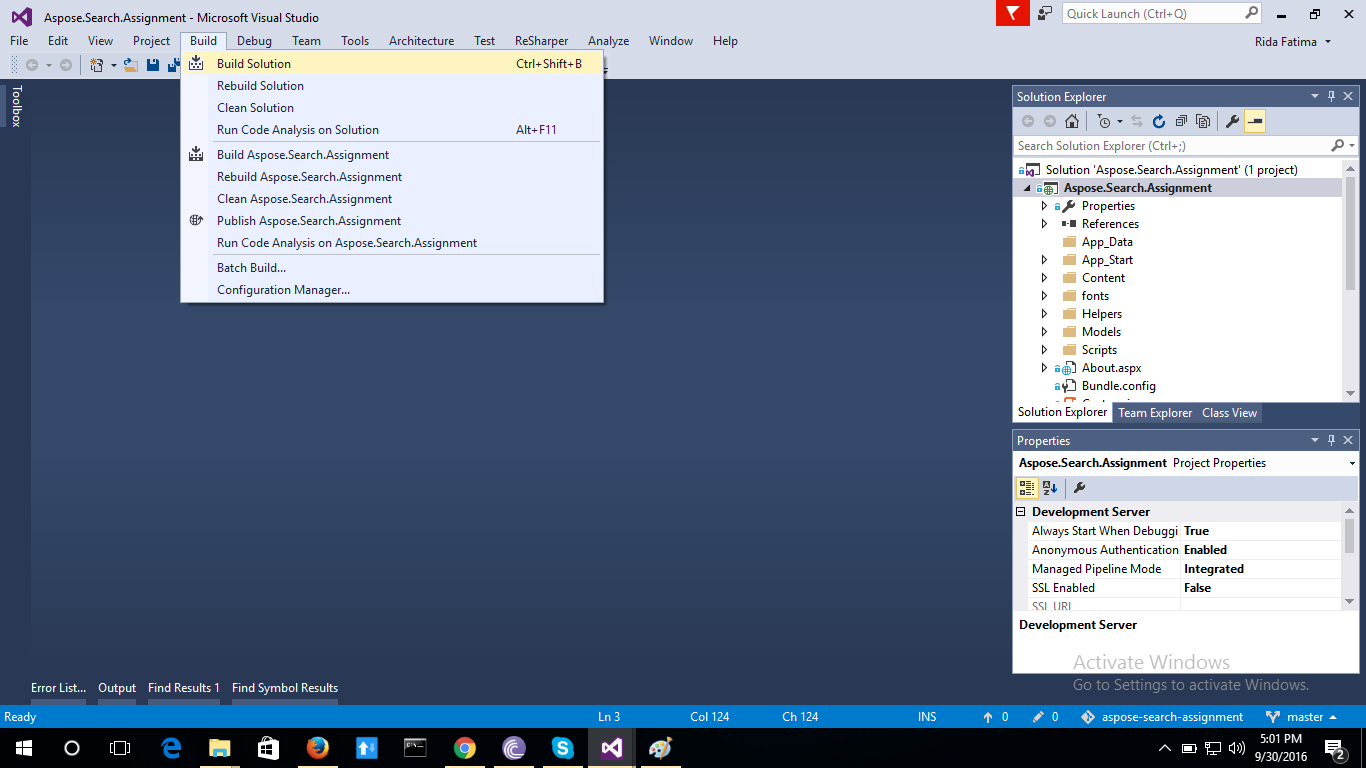 Aspose.Search.Assignment - Microsoft Visual Studio
Quick Launch (Ctrl+Q)
File Edit View Project Build Debug Team Tools Architecture Test ReSharper Analyze Window Help
Rida Fatima
Build Solution Ctrl+Shift+B
Rebuild Solution
Clean Solution
Run Code Analysis on Solution Alt+F11
Build Aspose.Search.Assignment
Rebuild Aspose.Search.Assignment
Clean Aspose.Search.Assignment
Publish Aspose.Search.Assignment
Run Code Analysis on Aspose.Search.Assignment
Batch Build...
Configuration Manager...
Toolbox
Solution Explorer
Search Solution Explorer (Ctrl+;)
Solution 'Aspose.Search.Assignment' (1 project)
Aspose.Search.Assignment
Properties
References
App_Data
App_Start
Content
fonts
Helpers
Models
Scripts
About.aspx
Bundle.config
Solution Explorer Team Explorer Class View
Properties
Aspose.Search.Assignment Project Properties
Development Server
Always Start When Debuggi True
Anonymous Authentication Enabled
Managed Pipeline Mode Integrated
SSL Enabled False
SSL URL
Development Server
Activate Windows
Go to Settings to activate Windows.
Error List... Output Find Results 1 Find Symbol Results
Ready Ln 3 Col 124 Ch 124 INS 0 0 aspose-search-assignment master
5:01 PM
9/30/2016
2